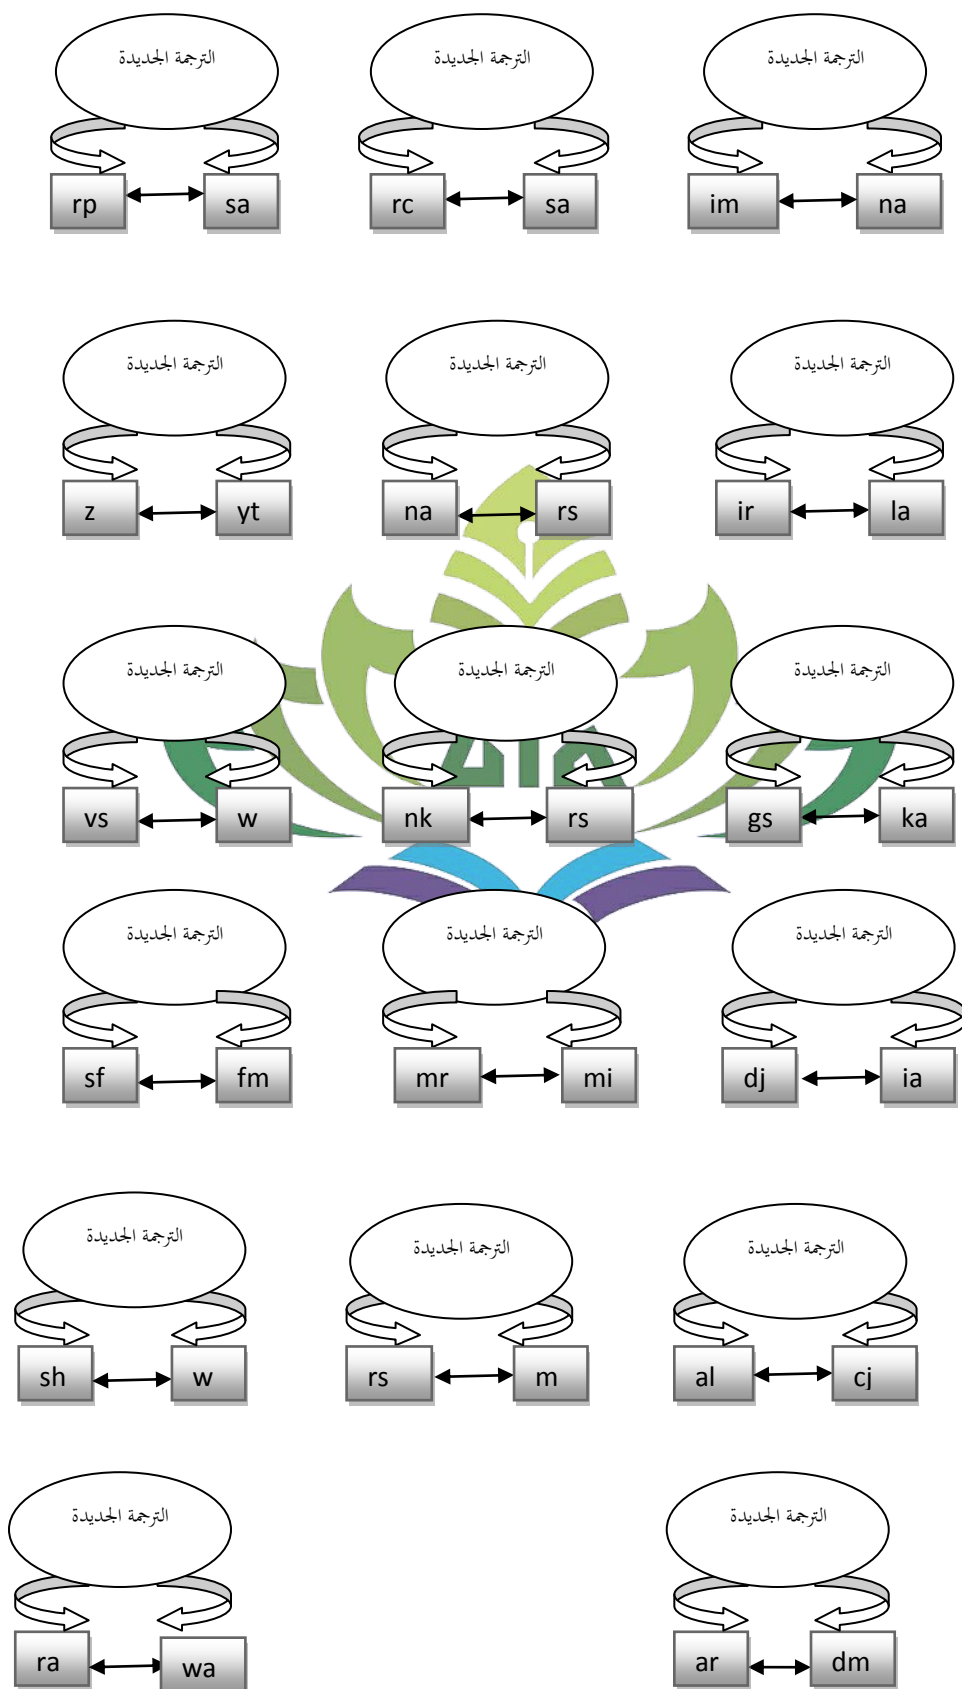 الترجمة الجديدة
الترجمة الجديدة
الترجمة الجديدة
rp sa rc sa im na
الترجمة الجديدة
الترجمة الجديدة
الترجمة الجديدة
z yt na rs ir la
الترجمة الجديدة
الترجمة الجديدة
الترجمة الجديدة
vs w nk rs gs ka
الترجمة الجديدة
الترجمة الجديدة
الترجمة الجديدة
sf fm mr mi dj ia
الترجمة الجديدة
الترجمة الجديدة
الترجمة الجديدة
sh w rs m al cj
الترجمة الجديدة
الترجمة الجديدة
ra wa ar dm